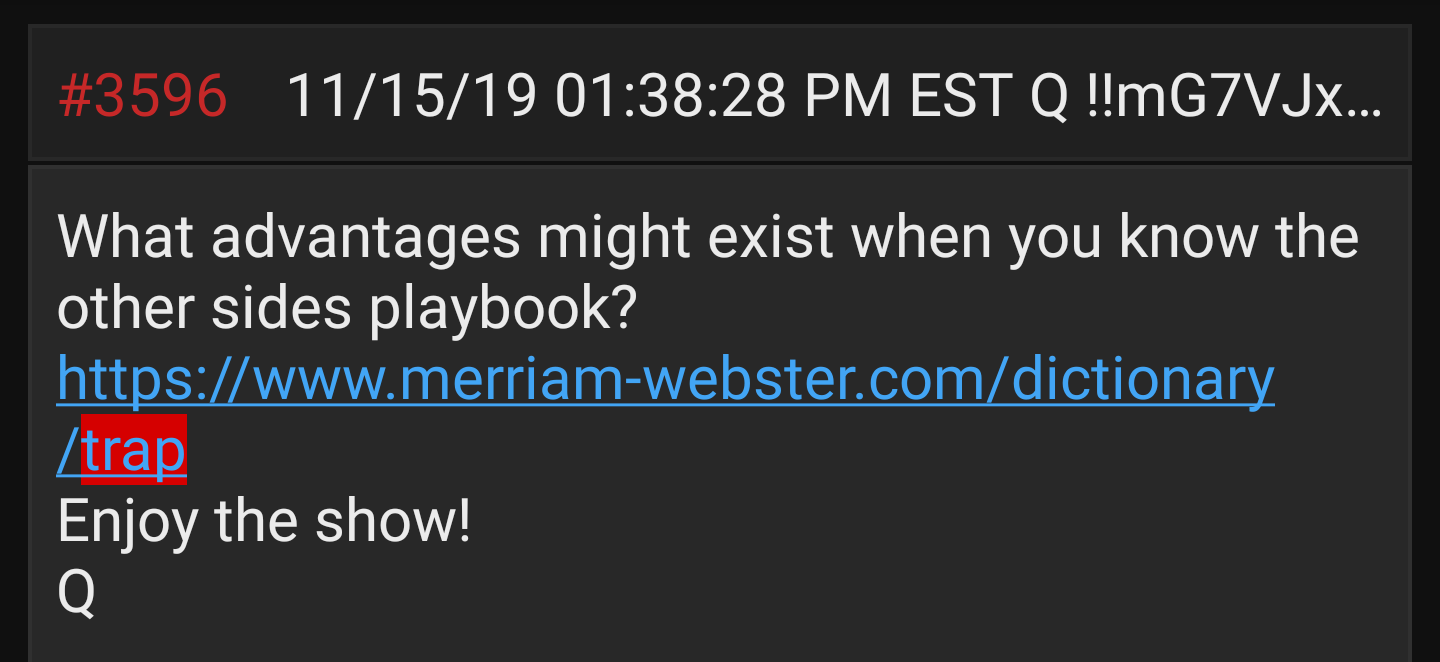 #3596 11/15/19 01:38:28 PM EST Q !!mG7VJx...
What advantages might exist when you know the
other sides playbook?
https://www.merriam-webster.com/dictionary
/trap
Enjoy the show!
Q